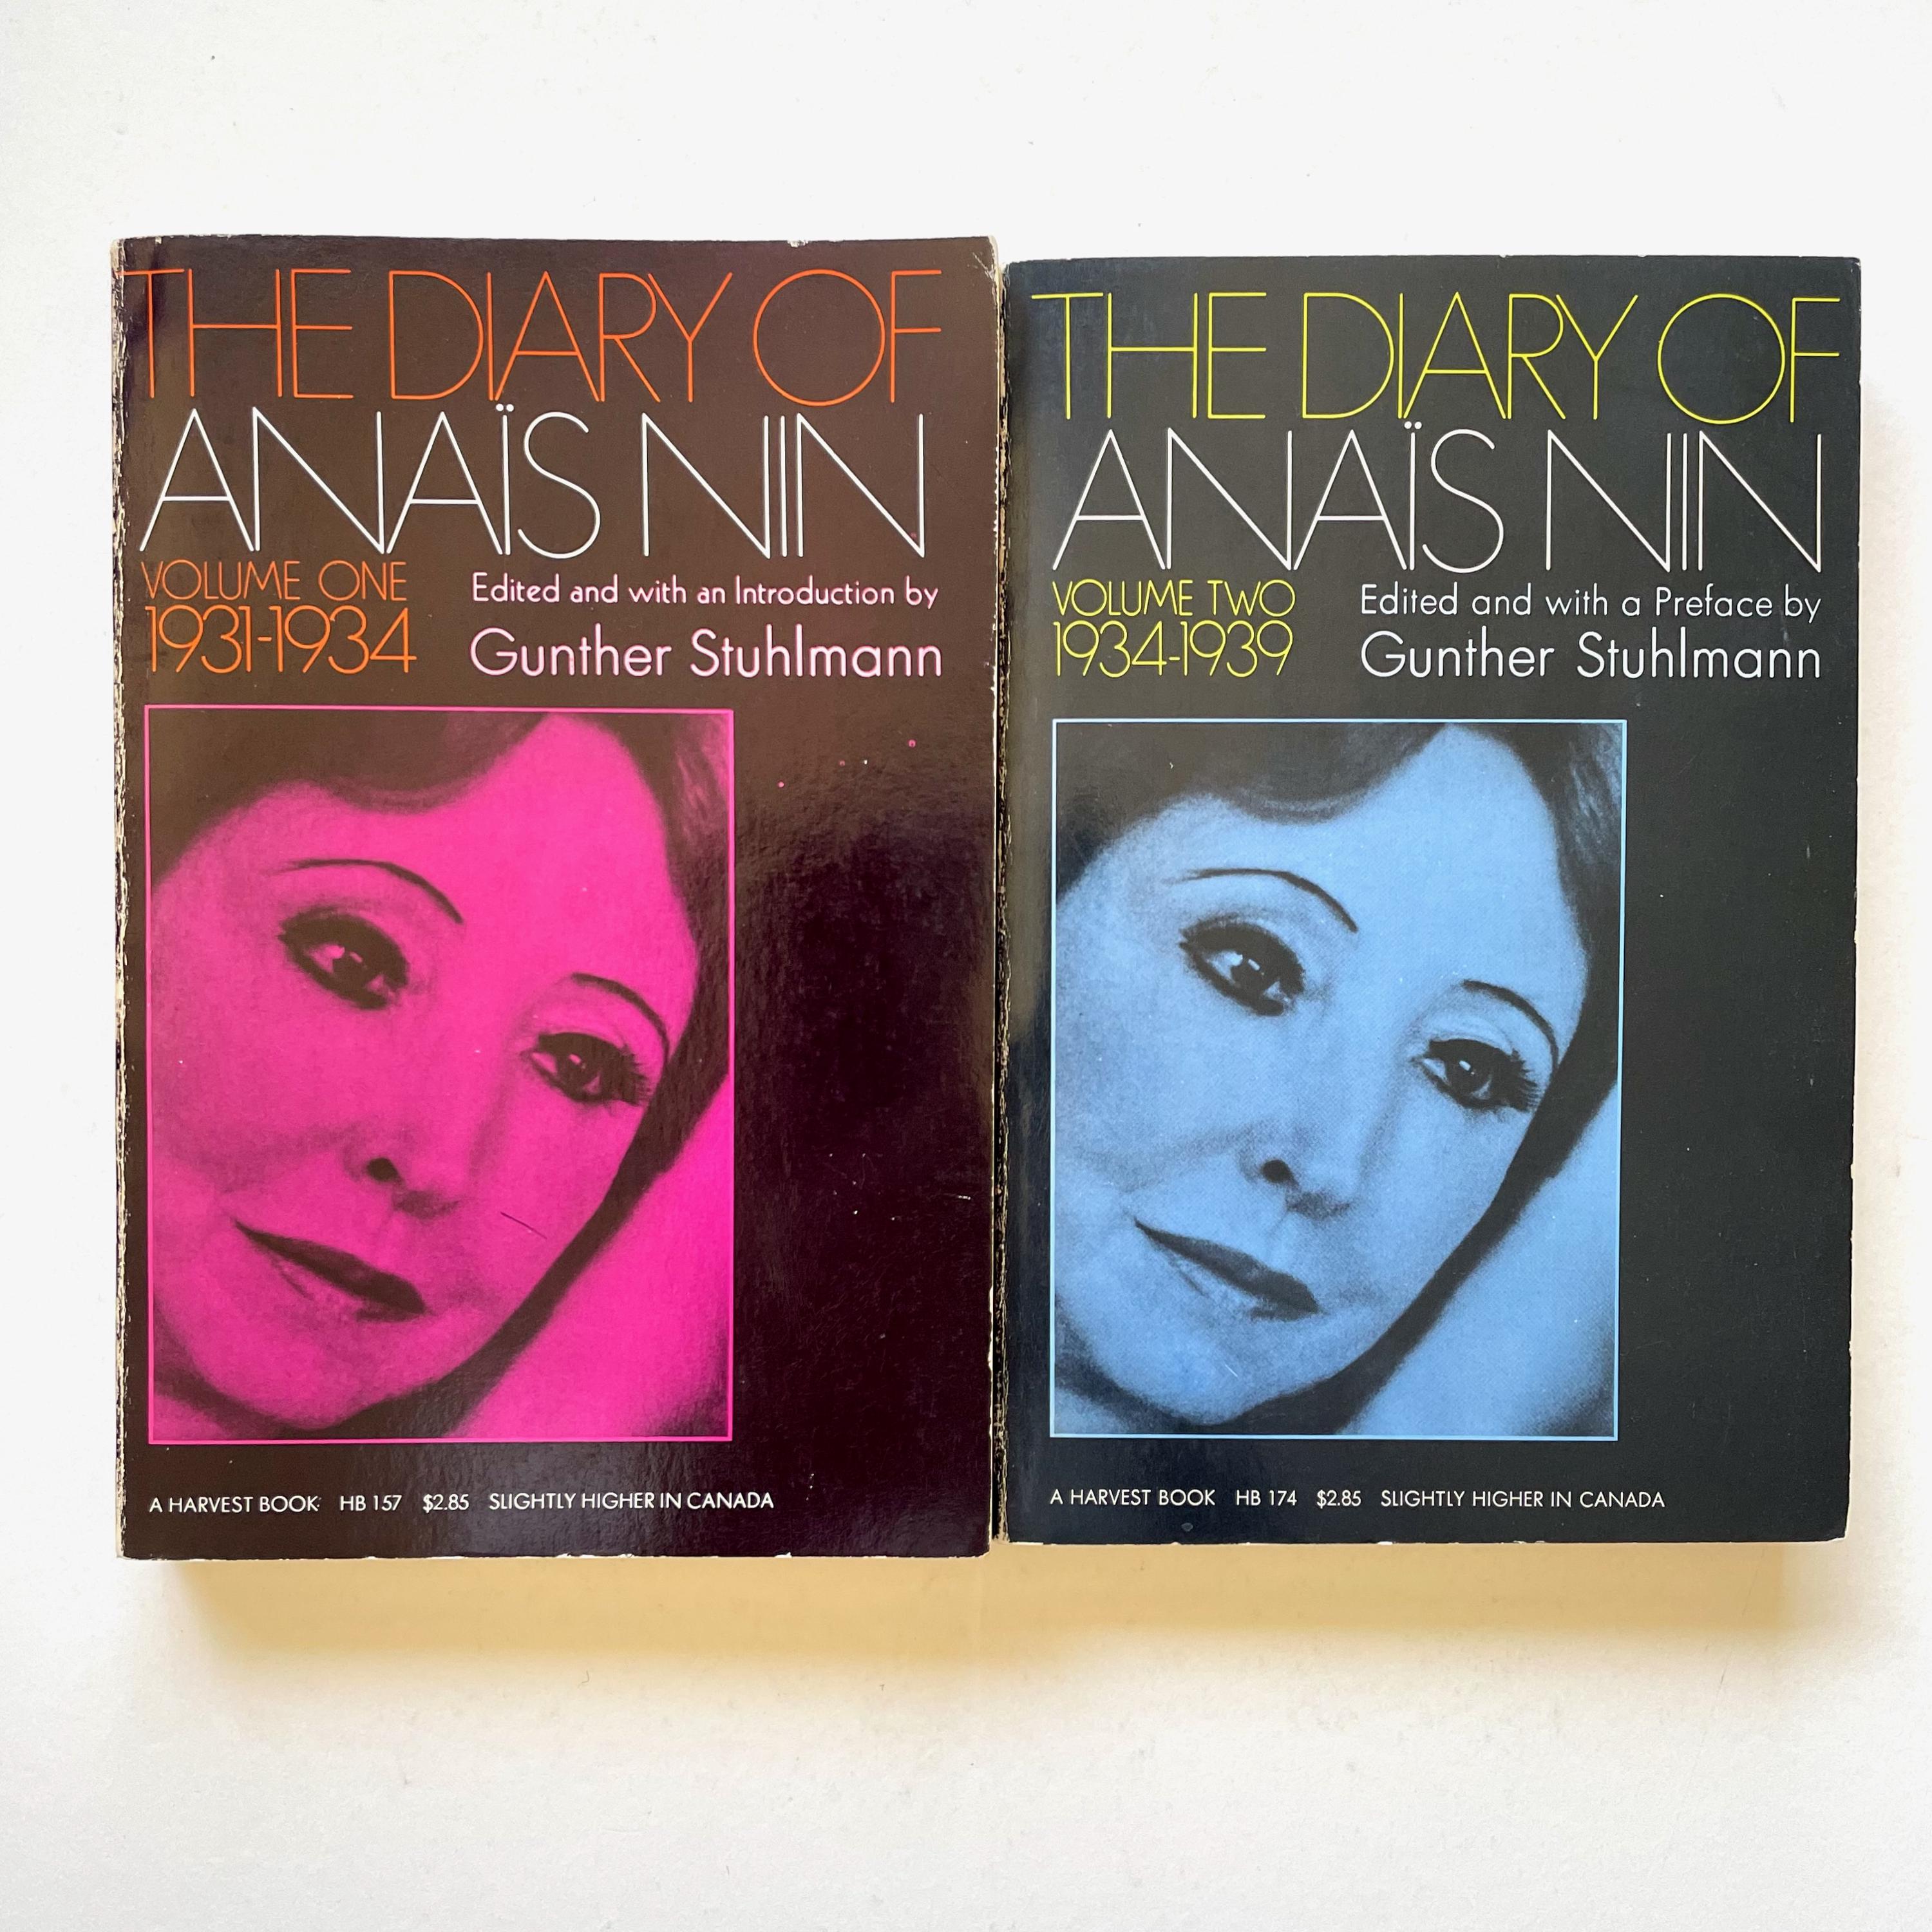 THE DIARY OF
ANAÏS NIN
VOLUME ONE
1931-1934
Edited and with an Introduction by
Gunther Stuhlmann
A HARVEST BOOK HB 157 $2.85 SLIGHTLY HIGHER IN CANADA
THE DIARY OF
ANAÏS NIN
VOLUME TWO
1934-1939
Edited and with a Preface by
Gunther Stuhlmann
A HARVEST BOOK HB 174 $2.85 SLIGHTLY HIGHER IN CANADA